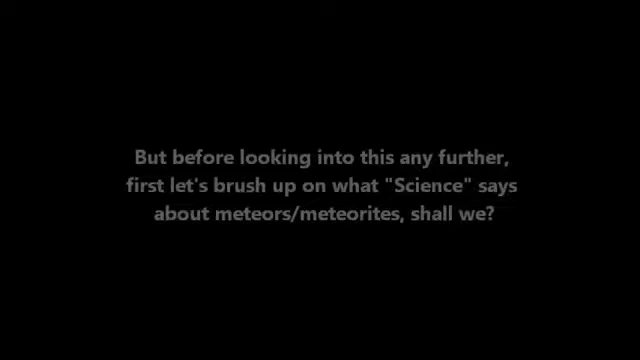 But before looking into this any further,
first let's brush up on what "Science" says
about meteors/meteorites, shall we?